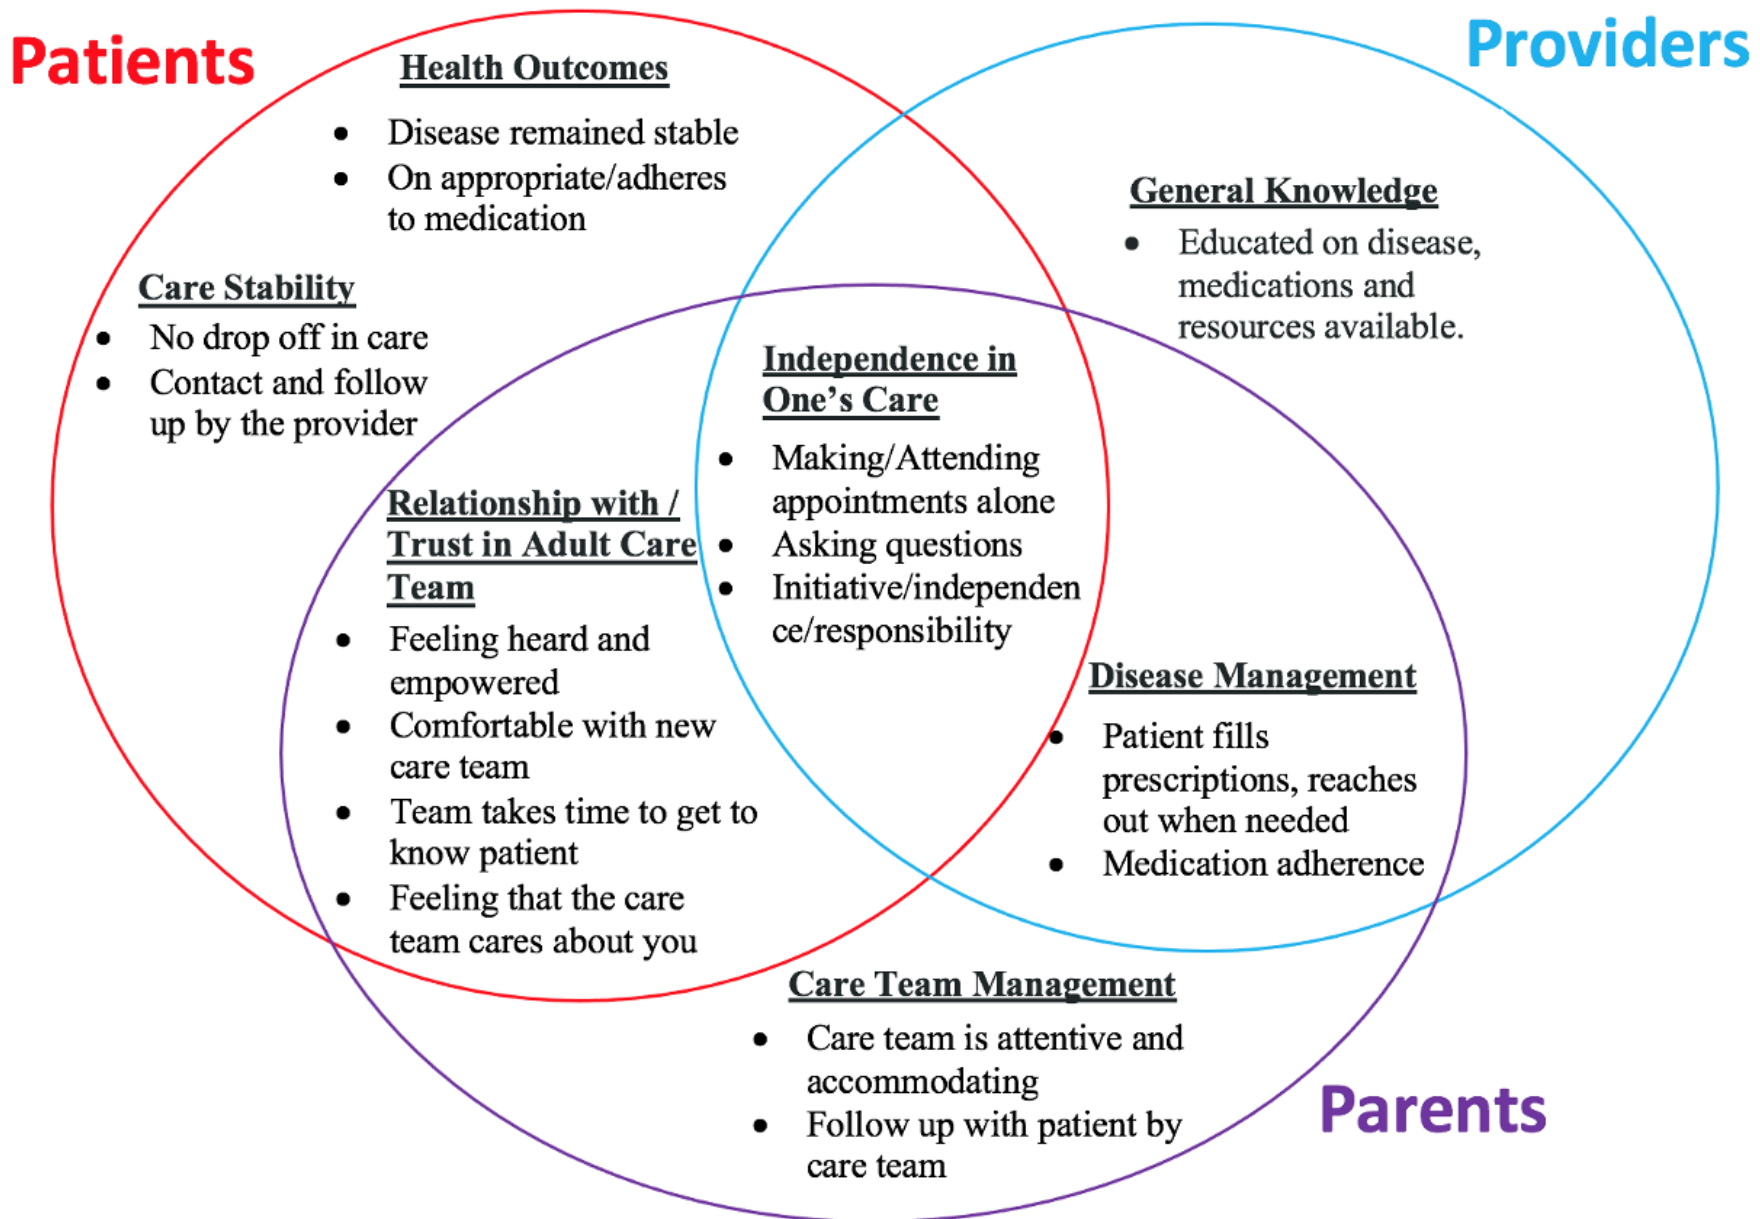 Patients
Providers
Health Outcomes
• Disease remained stable
• On appropriate/adheres
to medication
General Knowledge
• Educated on disease,
medications and
resources available.
Care Stability
• No drop off in care
• Contact and follow
up by the provider
Independence in
One’s Care
• Making/Attending
appointments alone
• Asking questions
• Initiative/independen
ce/responsibility
Relationship with /
Trust in Adult Care
Team
• Feeling heard and
empowered
• Comfortable with new
care team
• Team takes time to get to
know patient
• Feeling that the care
team cares about you
Disease Management
• Patient fills
prescriptions, reaches
out when needed
• Medication adherence
Care Team Management
• Care team is attentive and
accommodating
• Follow up with patient by
care team
Parents